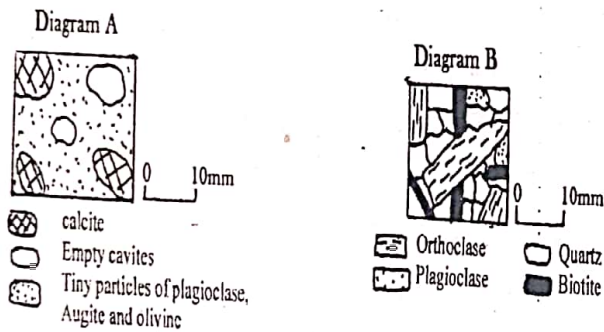 Diagram A
0 10mm
calcite
Empty cavites
Tiny particles of plagioclase,
Augite and olivine
Diagram B
0 10mm
Orthoclase
Quartz
Plagioclase
Biotite